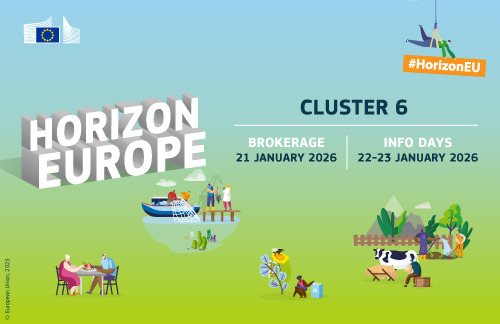 #HorizonEU
HORIZON
EUROPE
CLUSTER 6
BROKERAGE
21 JANUARY 2026
INFO DAYS
22-23 JANUARY 2026
© European Union, 2025